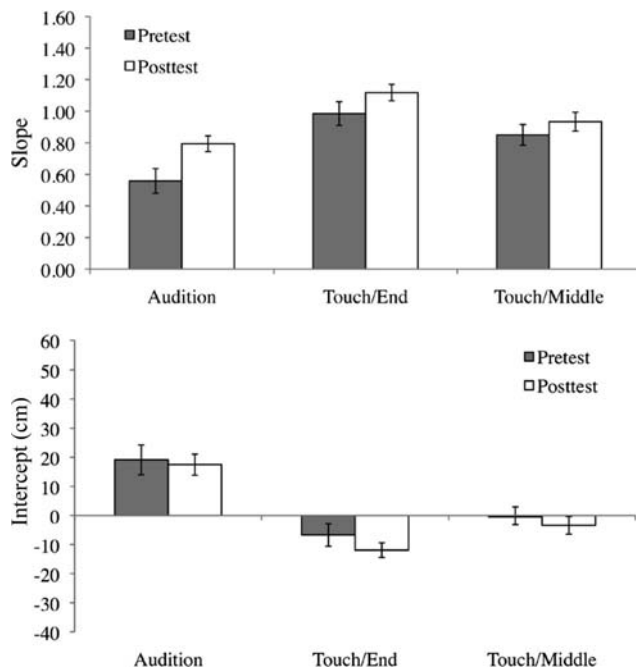 1.60
1.40
1.20
1.00
0.80
0.60
0.40
0.20
0.00
Slope
Pretest
Posttest
Audition Touch/End Touch/Middle
60
50
40
30
20
10
0
-10
-20
-30
-40
Intercept (cm)
Pretest
Posttest
Audition Touch/End Touch/Middle